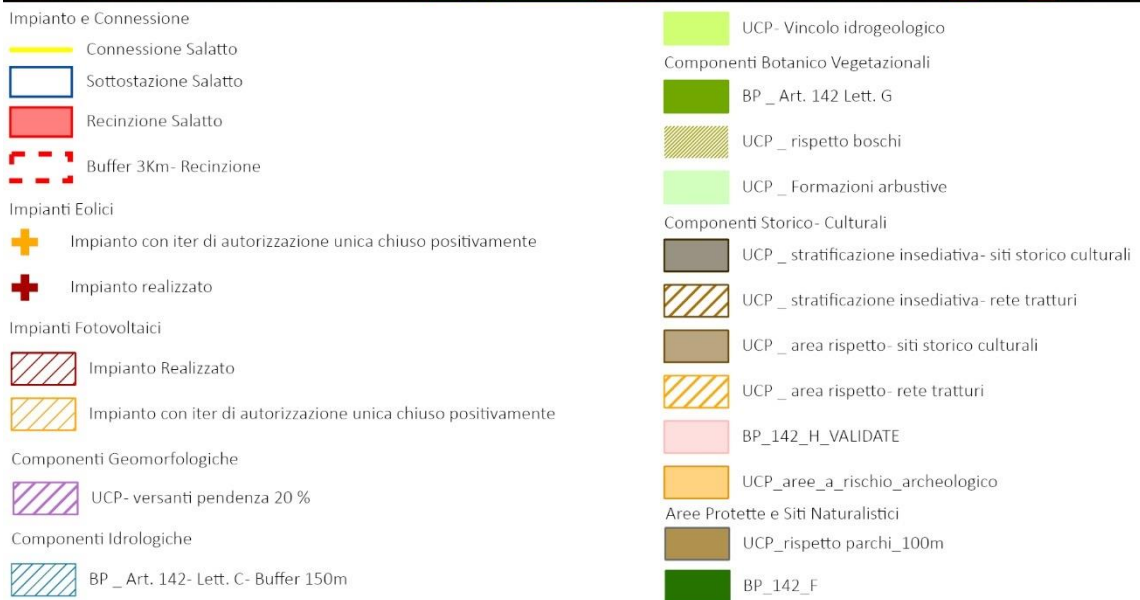 Impianto e Connessione
Connessione Salatto
Sottostazione Salatto
Recinzione Salatto
Buffer 3Km- Recinzione
Impianti Eolici
Impianto con iter di autorizzazione unica chiuso positivamente
Impianto realizzato
Impianti Fotovoltaici
Impianto Realizzato
Impianto con iter di autorizzazione unica chiuso positivamente
Componenti Geomorfologiche
UCP- versanti pendenza 20 %
Componenti Idrologiche
BP _ Art. 142- Lett. C- Buffer 150m
UCP- Vincolo idrogeologico
Componenti Botanico Vegetazionali
BP _ Art. 142 Lett. G
UCP _ rispetto boschi
UCP _ Formazioni arbustive
Componenti Storico- Culturali
UCP _ stratificazione insediativa- siti storico culturali
UCP _ stratificazione insediativa- rete tratturi
UCP _ area rispetto- siti storico culturali
UCP _ area rispetto- rete tratturi
BP_142_H_VALIDATE
UCP_aree_a_rischio_archeologico
Aree Protette e Siti Naturalistici
UCP_rispetto parchi_100m
BP_142_F